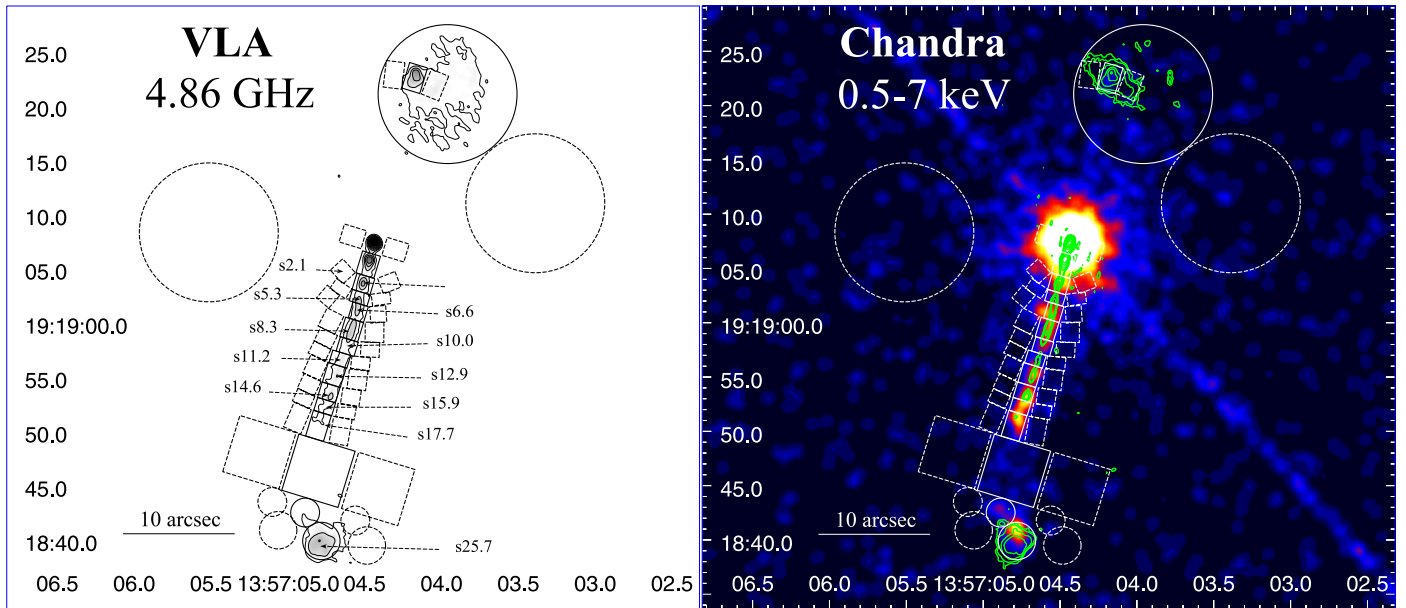 VLA
4.86 GHz
25.0
20.0
15.0
10.0
05.0
19:19:00.0
55.0
50.0
45.0
18:40.0
s2.1
s5.3
s6.6
s8.3
s10.0
s11.2
s12.9
s14.6
s15.9
s17.7
s25.7
10 arcsec
06.5 06.0 05.5 13:57:05.0 04.5 04.0 03.5 03.0 02.5
Chandra
0.5-7 keV
25.0
20.0
15.0
10.0
05.0
19:19:00.0
55.0
50.0
45.0
18:40.0
10 arcsec
06.5 06.0 05.5 13:57:05.0 04.5 04.0 03.5 03.0 02.5